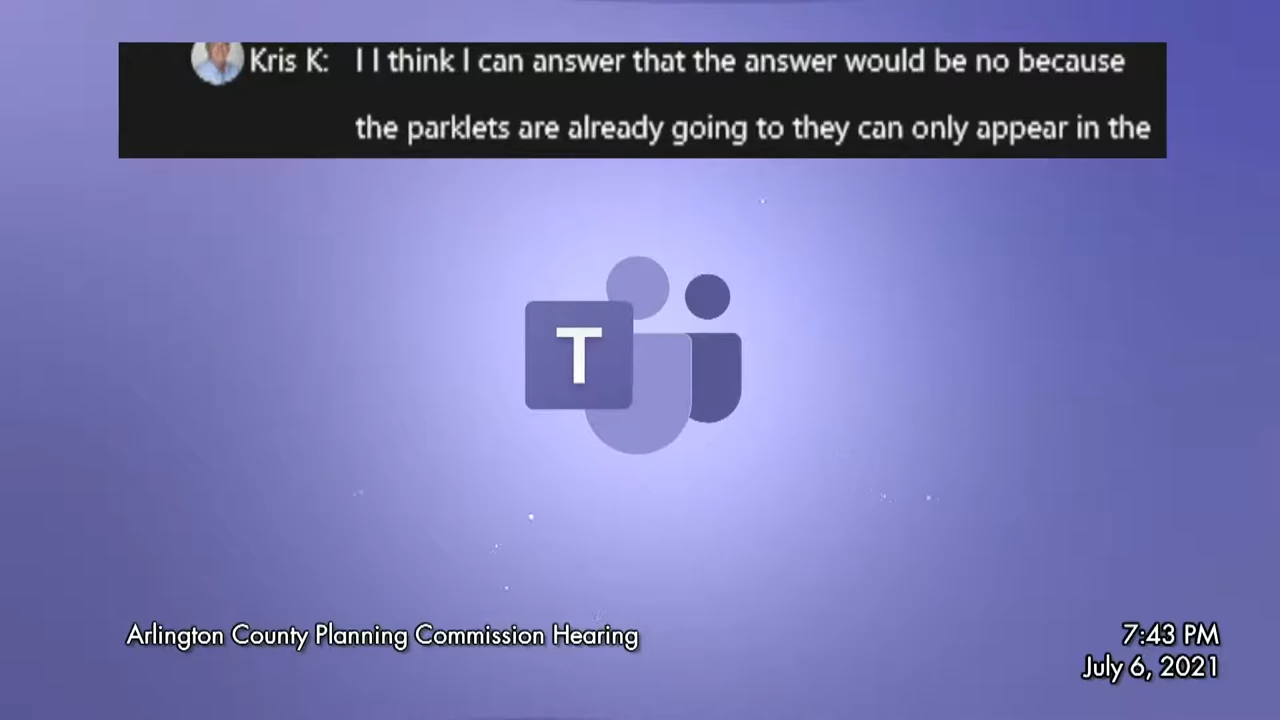 Kris K: I I think I can answer that the answer would be no because
the parklets are already going to they can only appear in the
T
Arlington County Planning Commission Hearing
7:43 PM
July 6, 2021